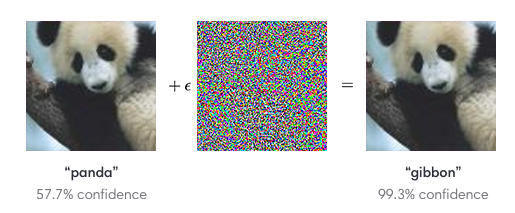 + ϵ =
“panda” “gibbon”
57.7% confidence 99.3% confidence